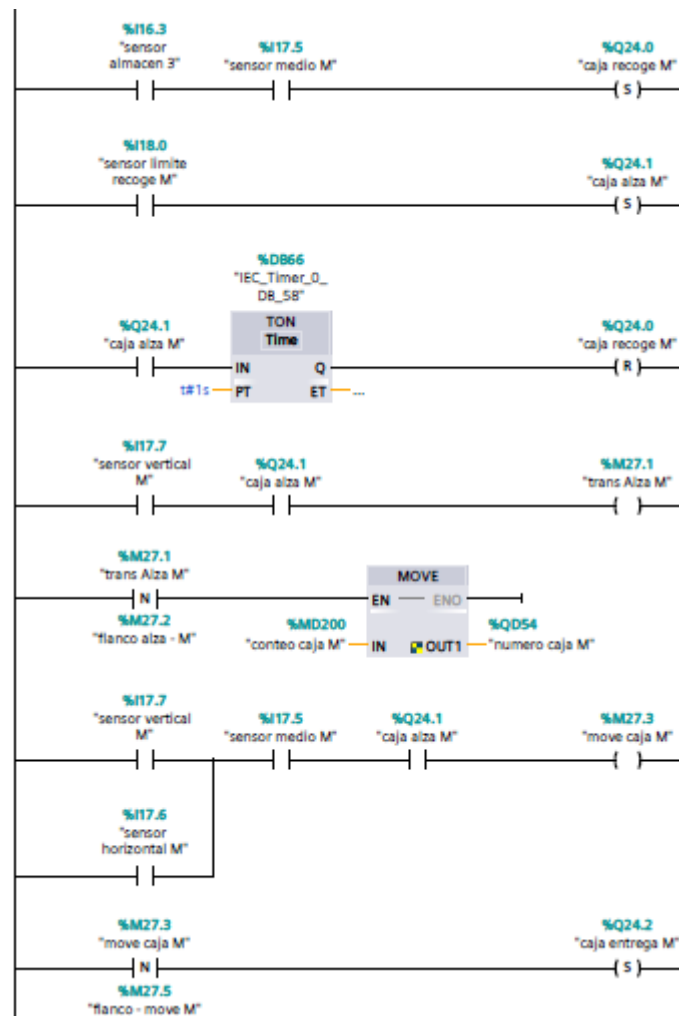 %I16.3
"sensor
almacen 3"
%I17.5
"sensor medio M"
%Q24.0
"caja recoge M"
S
%I18.0
"sensor limite
recoge M"
%Q24.1
"caja alza M"
S
%DB66
"IEC_Timer_0_
DB_58"
TON
Time
%Q24.1
"caja alza M"
IN
Q
t#1s
PT
ET
...
%Q24.0
"caja recoge M"
R
%I17.7
"sensor vertical
M"
%Q24.1
"caja alza M"
%M27.1
"trans Alza M"
%M27.1
"trans Alza M"
N
%M27.2
"flanco alza - M"
MOVE
EN
ENO
%MD200
"conteo caja M"
IN
OUT1
%QD54
"numero caja M"
%I17.7
"sensor vertical
M"
%I17.5
"sensor medio M"
%Q24.1
"caja alza M"
%M27.3
"move caja M"
%I17.6
"sensor
horizontal M"
%M27.3
"move caja M"
N
%M27.5
"flanco - move M"
%Q24.2
"caja entrega M"
S